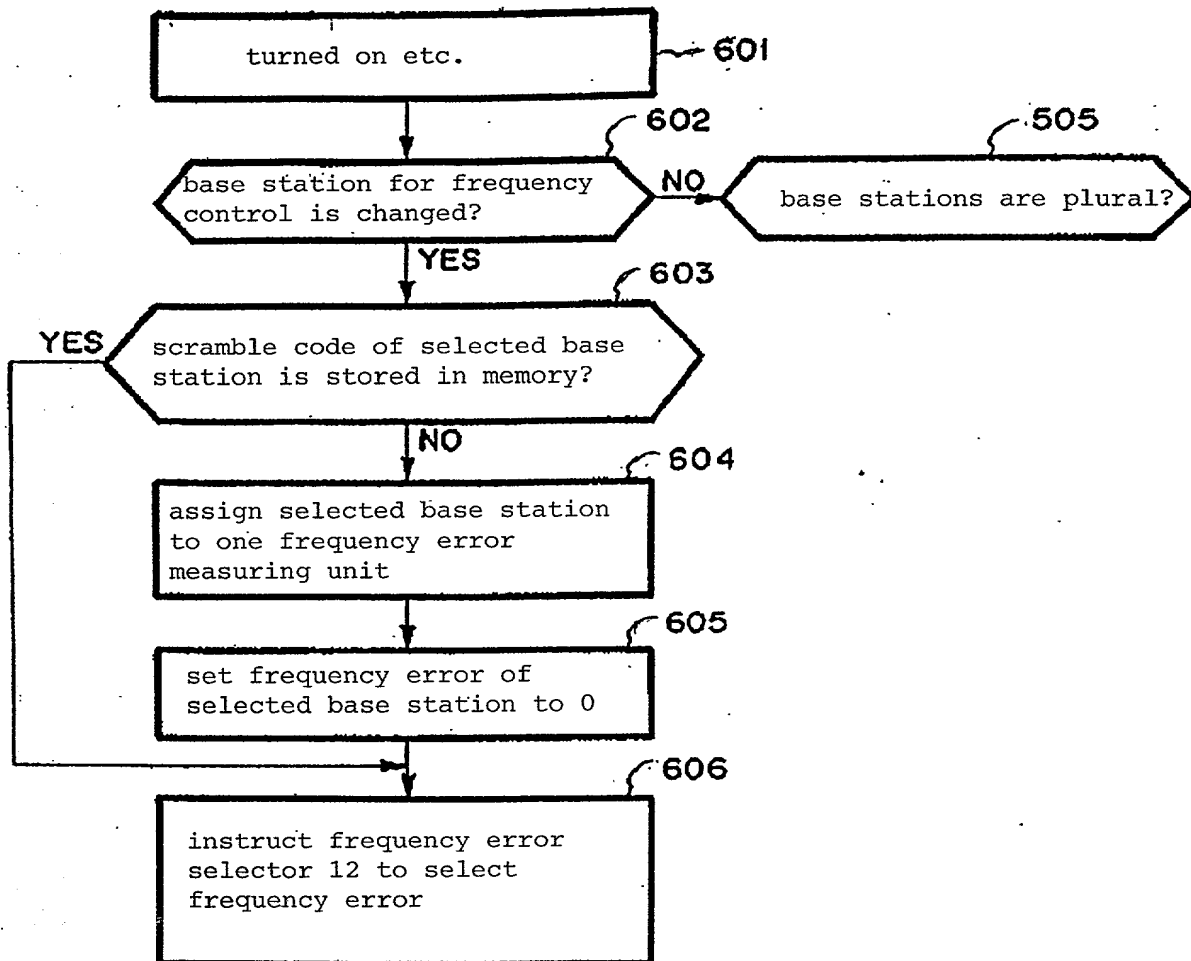 turned on etc.
601
602
505
base station for frequency
control is changed?
NO
base stations are plural?
YES
603
YES
scramble code of selected base
station is stored in memory?
NO
604
assign selected base station
to one frequency error
measuring unit
605
set frequency error of
selected base station to 0
606
instruct frequency error
selector 12 to select
frequency error